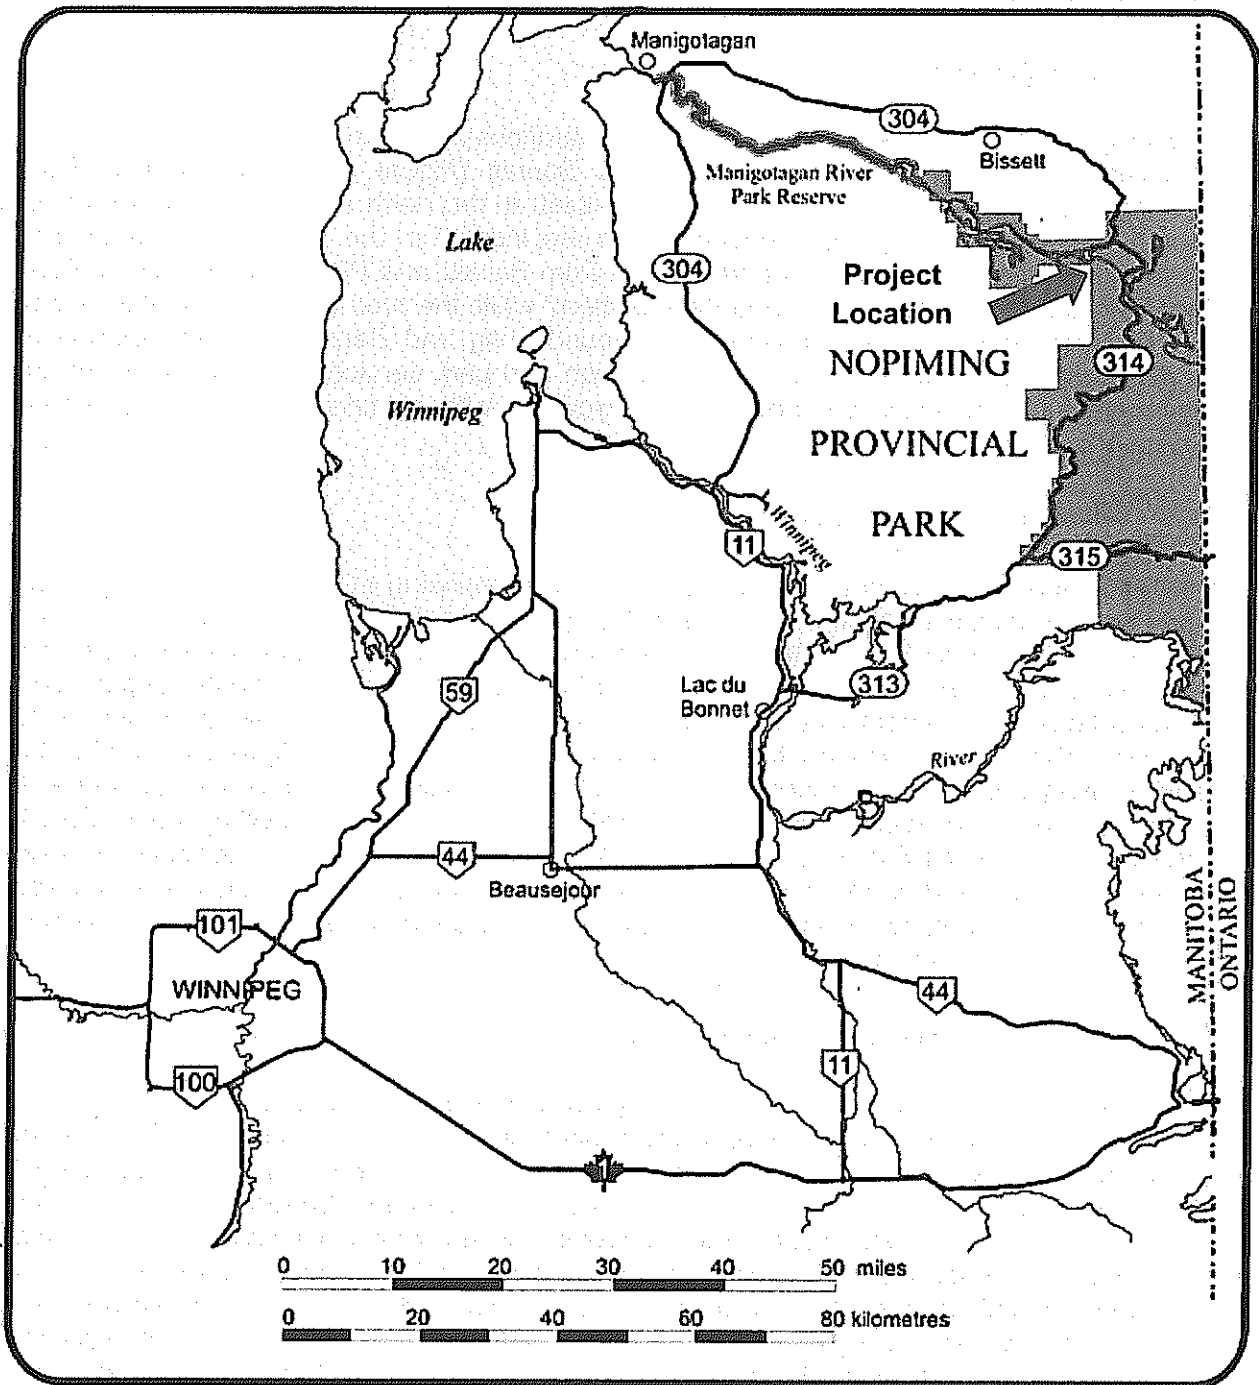 Manigotagan
304
Bissett
Manigotagan River
Park Reserve
Lake
304
Project
Location
NOPIMING
314
Winnipeg
PROVINCIAL
PARK
Winnipeg
11
315
59
Lac du
Bonnet
313
River
44
Beausejour
101
WINNIPEG
MANITOBA
ONTARIO
44
11
100
1
0 10 20 30 40 50 miles
0 20 40 60 80 kilometres